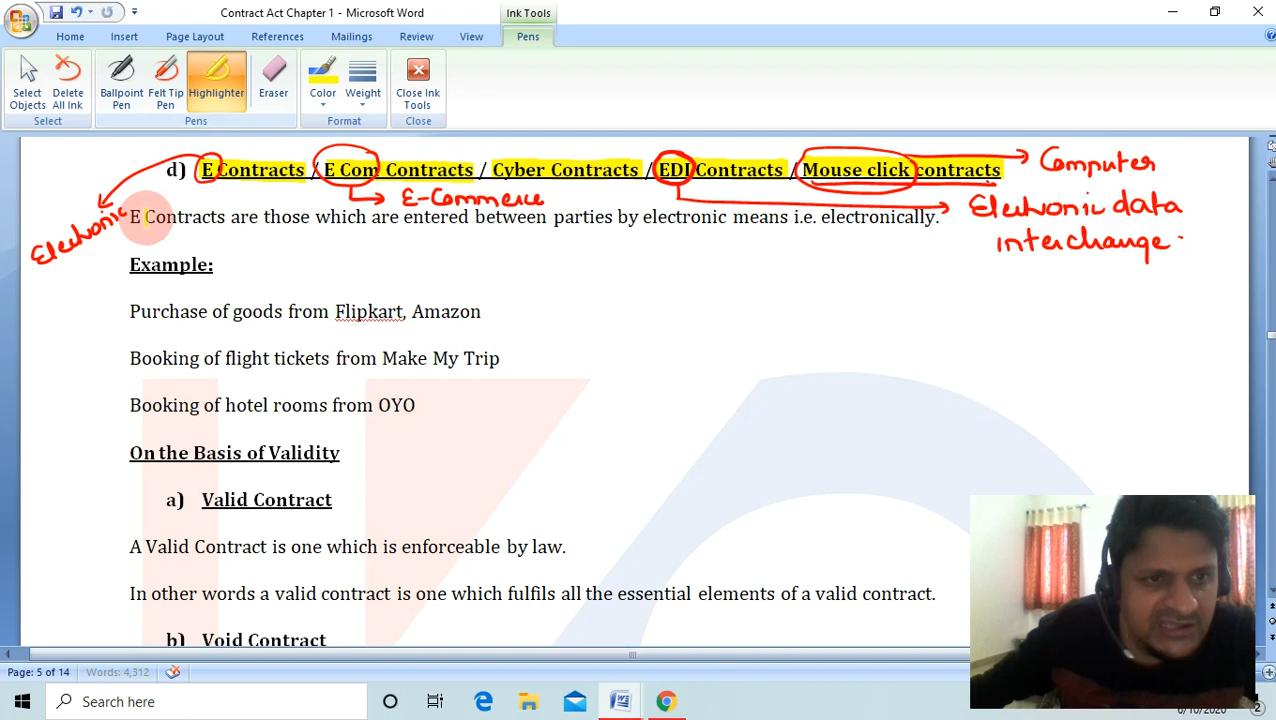 Contract Act Chapter 1 - Microsoft Word
Ink Tools
Home Insert Page Layout References Mailings Review View Pens
Select Objects
Delete All Ink
Ballpoint Pen
Felt Tip Pen
Highlighter
Eraser
Color
Weight
Close Ink Tools
Select Pens Format Close
d) E Contracts / E Com Contracts / Cyber Contracts / EDI Contracts / Mouse click contracts
Computer
E-Commerce
Electronic data
interchange
Electronic
E Contracts are those which are entered between parties by electronic means i.e. electronically.
Example:
Purchase of goods from Flipkart, Amazon
Booking of flight tickets from Make My Trip
Booking of hotel rooms from OYO
On the Basis of Validity
a) Valid Contract
A Valid Contract is one which is enforceable by law.
In other words a valid contract is one which fulfils all the essential elements of a valid contract.
b) Void Contract
Page: 5 of 14 Words: 4,312
Search here
6/10/2020
2